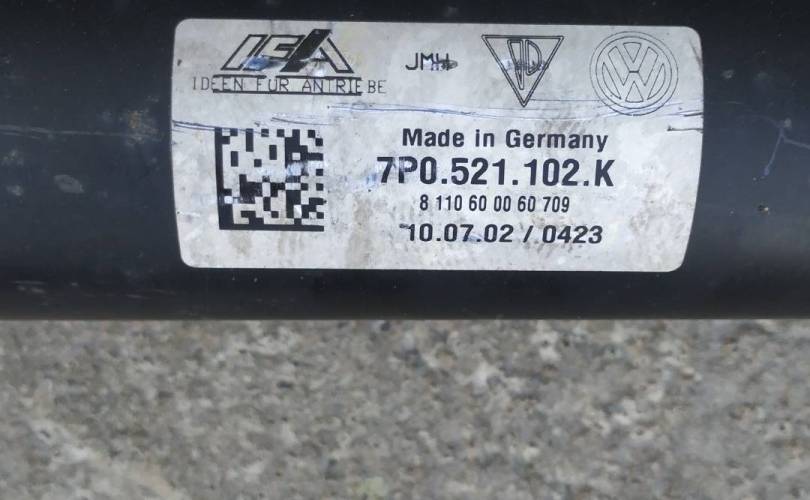 IFA
IDEEN FÜR ANTRIEBE
JMH
VW
Made in Germany
7P0.521.102.K
8 110 60 00 60 709
10.07.02 / 0423